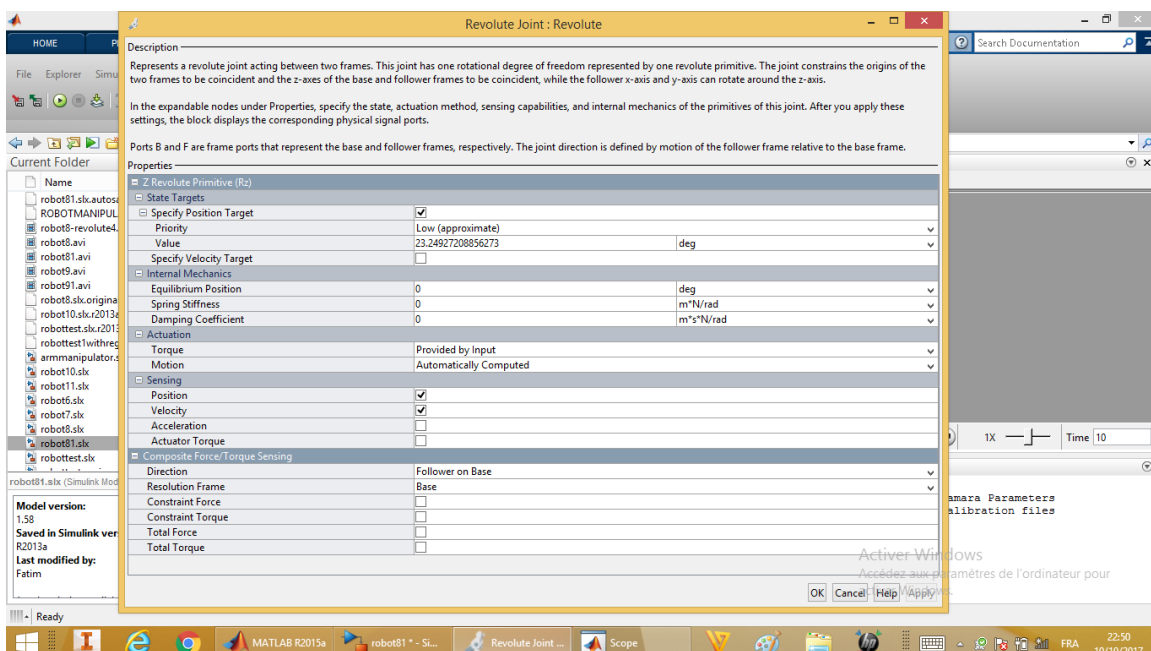 Revolute Joint : Revolute
HOME
Search Documentation
File Explorer Simu
Description
Represents a revolute joint acting between two frames. This joint has one rotational degree of freedom represented by one revolute primitive. The joint constrains the origins of the
two frames to be coincident and the z-axes of the base and follower frames to be coincident, while the follower x-axis and y-axis can rotate around the z-axis.
In the expandable nodes under Properties, specify the state, actuation method, sensing capabilities, and internal mechanics of the primitives of this joint. After you apply these
settings, the block displays the corresponding physical signal ports.
Ports B and F are frame ports that represent the base and follower frames, respectively. The joint direction is defined by motion of the follower frame relative to the base frame.
Properties
Z Revolute Primitive (Rz)
State Targets
Specify Position Target
Priority Low (approximate)
Value 23.24927208856273 deg
Specify Velocity Target
Internal Mechanics
Equilibrium Position 0 deg
Spring Stiffness 0 m*N/rad
Damping Coefficient 0 m*s*N/rad
Actuation
Torque Provided by Input
Motion Automatically Computed
Sensing
Position
Velocity
Acceleration
Actuator Torque
Composite Force/Torque Sensing
Direction Follower on Base
Resolution Frame Base
Constraint Force
Constraint Torque
Total Force
Total Torque
OK Cancel Help Apply
Current Folder
Name
robot81.slx.autosa
ROBOTMANIPUL
robot8-revolute4.
robot8.avi
robot81.avi
robot9.avi
robot91.avi
robot8.slx.origina
robot10.slx.r2013a
robottest.slx.r2013
robottest1withreg
armmanipulator.s
robot10.slx
robot11.slx
robot6.slx
robot7.slx
robot8.slx
robot81.slx
robottest.slx
robot81.slx (Simulink Mod
Model version:
1.58
Saved in Simulink ver
R2013a
Last modified by:
Fatim
1X Time 10
amara Parameters
alibration files
Activer Windows
Accédez aux paramètres de l'ordinateur pour
Windows.
Ready
MATLAB R2015a
robot81 * - Si...
Revolute Joint ...
Scope
hp
FRA
22:50
10/10/2017